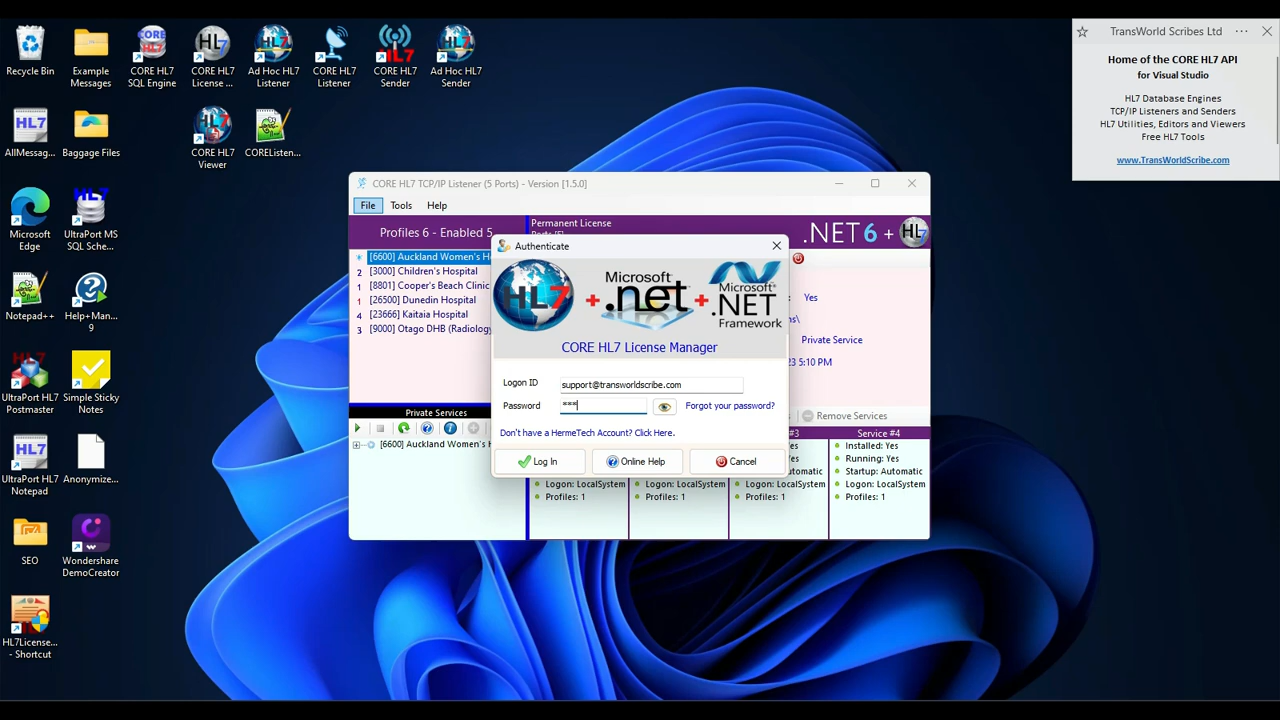 Recycle Bin
Example Messages
CORE HL7 SQL Engine
CORE HL7 License ...
Ad Hoc HL7 Listener
CORE HL7 Listener
CORE HL7 Sender
Ad Hoc HL7 Sender
AllMessag...
Baggage Files
CORE HL7 Viewer
COREListen...
Microsoft Edge
UltraPort MS SQL Sche...
Notepad++
Help+Man... 9
UltraPort HL7 Postmaster
Simple Sticky Notes
UltraPort HL7 Notepad
Anonymize...
SEO
Wondershare DemoCreator
HL7License... - Shortcut
TransWorld Scribes Ltd
Home of the CORE HL7 API
for Visual Studio
HL7 Database Engines
TCP/IP Listeners and Senders
HL7 Utilities, Editors and Viewers
Free HL7 Tools
www.TransWorldScribe.com
CORE HL7 TCP/IP Listener (5 Ports) - Version [1.5.0]
File Tools Help
Profiles 6 - Enabled 5
Permanent License
.NET 6 + HL7
[6600] Auckland Women's H
2 [3000] Children's Hospital
1 [8801] Cooper's Beach Clinic
1 [26500] Dunedin Hospital
4 [23666] Kaitaia Hospital
3 [9000] Otago DHB (Radiology
Yes
ns\
Private Service
23 5:10 PM
Private Services
Remove Services
[6600] Auckland Women's H
#3
Service #4
Yes
Installed: Yes
Yes
Running: Yes
utomatic
Startup: Automatic
Logon: LocalSystem
Logon: LocalSystem
Logon: LocalSystem
Logon: LocalSystem
Profiles: 1
Profiles: 1
Profiles: 1
Profiles: 1
Authenticate
HL7 + Microsoft .net + Microsoft .NET Framework
CORE HL7 License Manager
Logon ID support@transworldscribe.com
Password *** Forgot your password?
Don't have a HermeTech Account? Click Here.
Log In Online Help Cancel